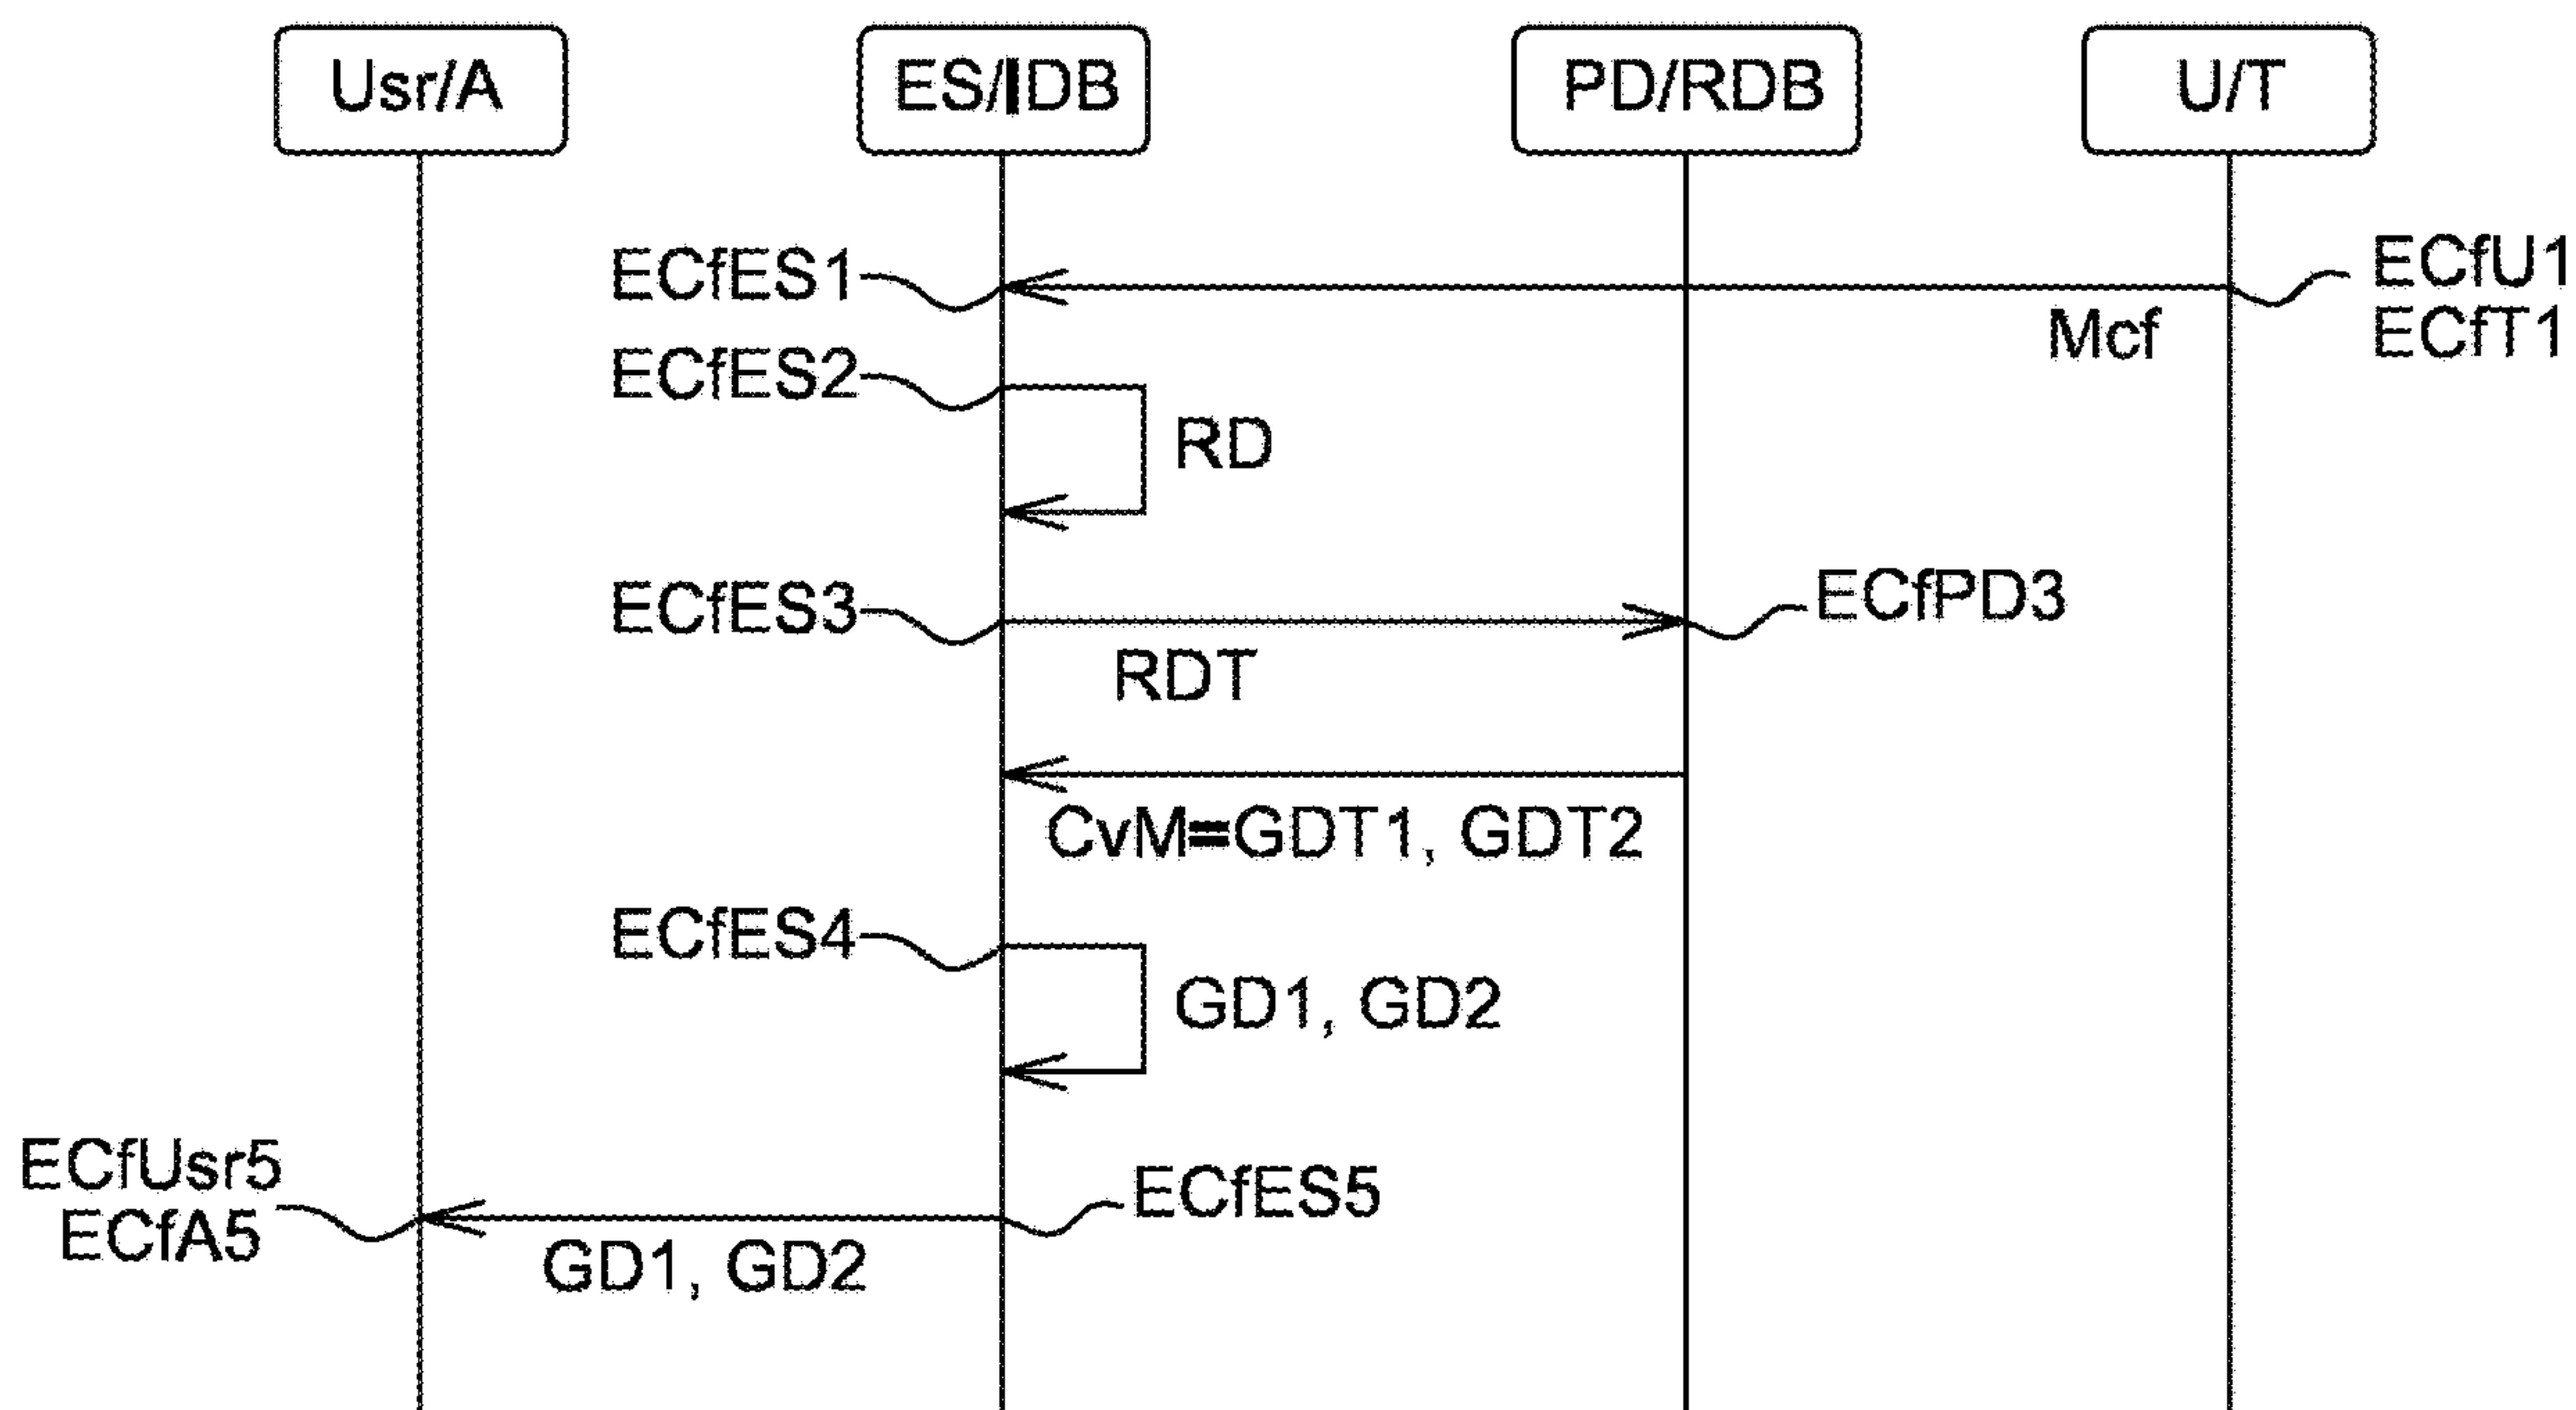 Usr/A
ES/IDB
PD/RDB
U/T
ECfES1
ECfU1
ECfT1
Mcf
ECfES2
RD
ECfES3
ECfPD3
RDT
CvM=GDT1, GDT2
ECfES4
GD1, GD2
ECfUsr5
ECfA5
ECfES5
GD1, GD2